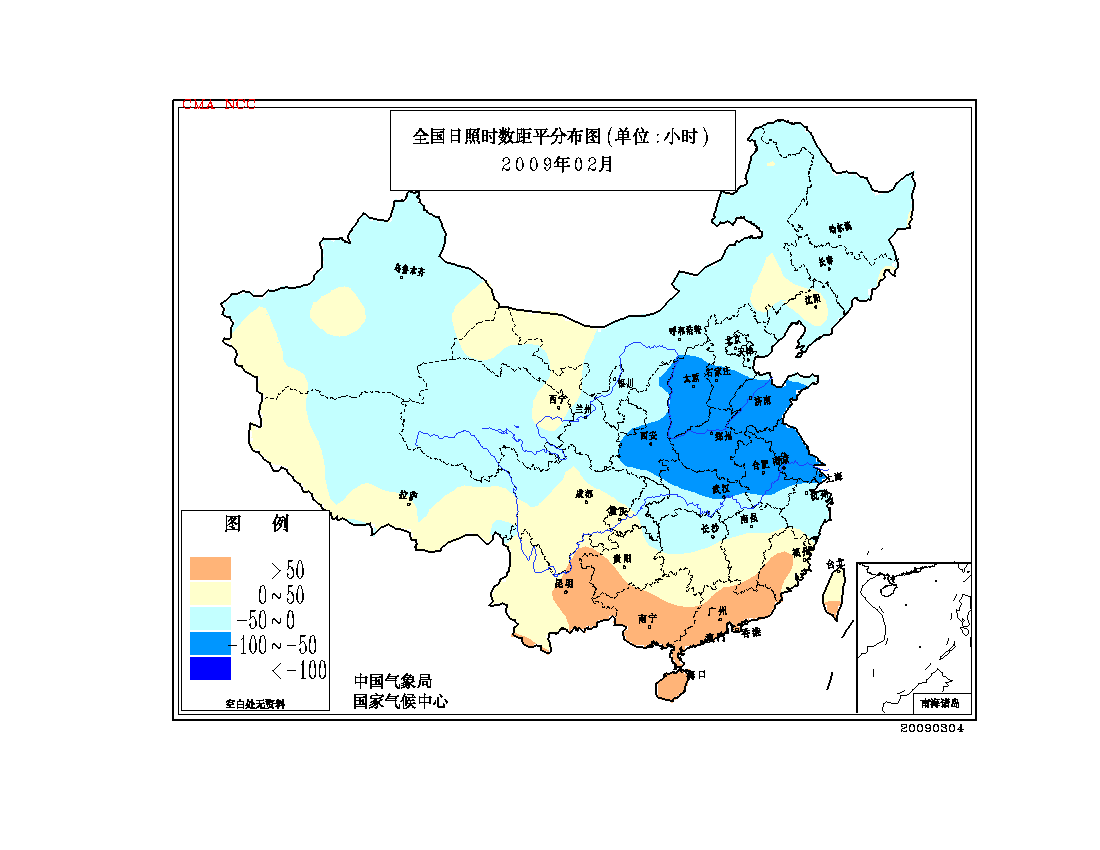 CMA NCC
全国日照时数距平分布图(单位:小时)
2009年02月
哈尔滨
长春
乌鲁木齐
沈阳
呼和浩特
北京
天津
银川
太原
石家庄
济南
西宁
兰州
西安
郑州
合肥
南京
上海
拉萨
成都
武汉
杭州
重庆
长沙
南昌
贵阳
福州
台北
昆明
南宁
广州
澳门
香港
海口
图 例
>50
0~50
-50~0
-100~-50
<-100
空白处无资料
中国气象局
国家气候中心
南海诸岛
20090304